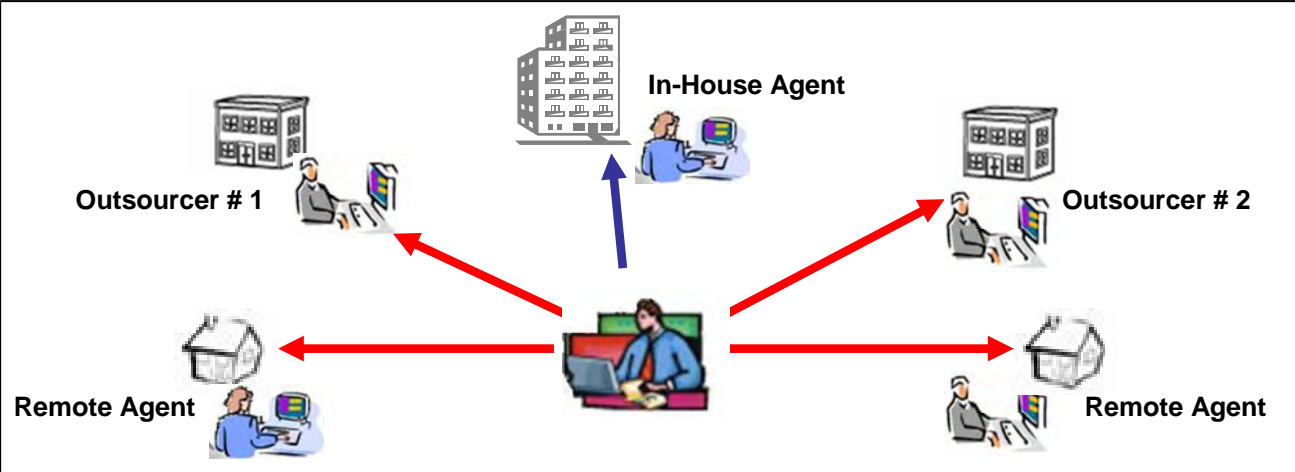 In-House Agent
Outsourcer # 1
Outsourcer # 2
Remote Agent
Remote Agent